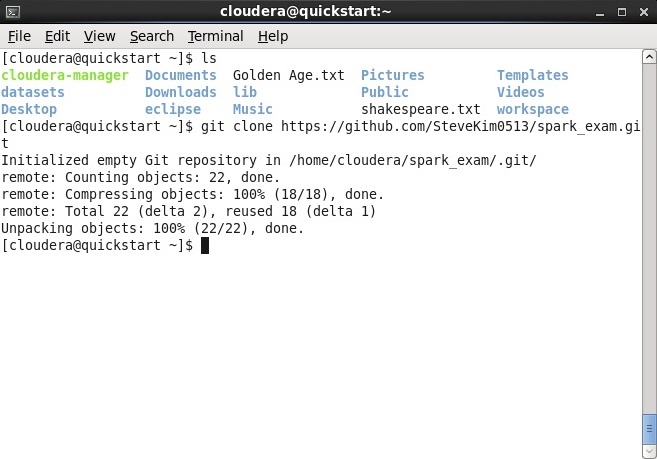 cloudera@quickstart:~
File Edit View Search Terminal Help
[cloudera@quickstart ~]$ ls
cloudera-manager  Documents  Golden Age.txt  Pictures         Templates
datasets          Downloads  lib             Public           Videos
Desktop           eclipse    Music           shakespeare.txt  workspace
[cloudera@quickstart ~]$ git clone https://github.com/SteveKim0513/spark_exam.gi
t
Initialized empty Git repository in /home/cloudera/spark_exam/.git/
remote: Counting objects: 22, done.
remote: Compressing objects: 100% (18/18), done.
remote: Total 22 (delta 2), reused 18 (delta 1)
Unpacking objects: 100% (22/22), done.
[cloudera@quickstart ~]$